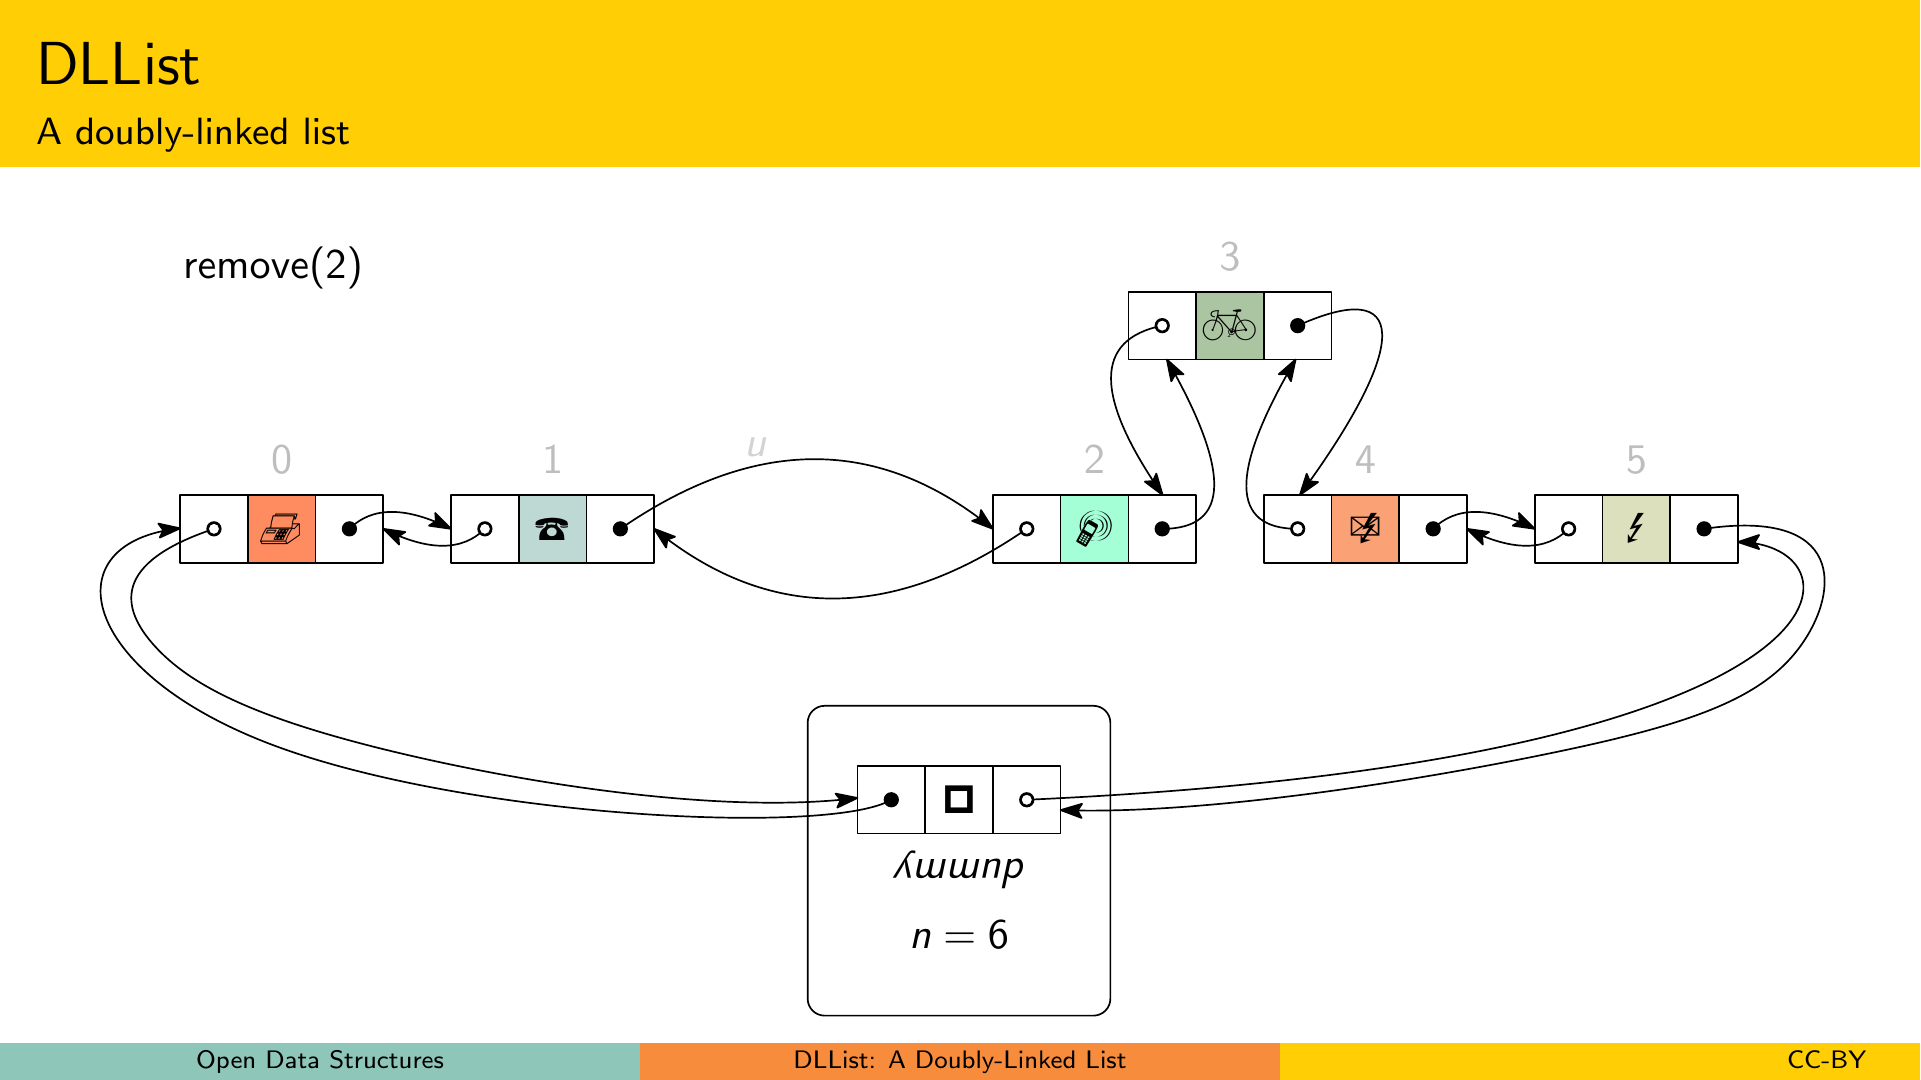 DLList
A doubly-linked list
remove(2)
3
u
0
1
2
4
5
dummy
n = 6
Open Data Structures
DLList: A Doubly-Linked List
CC-BY